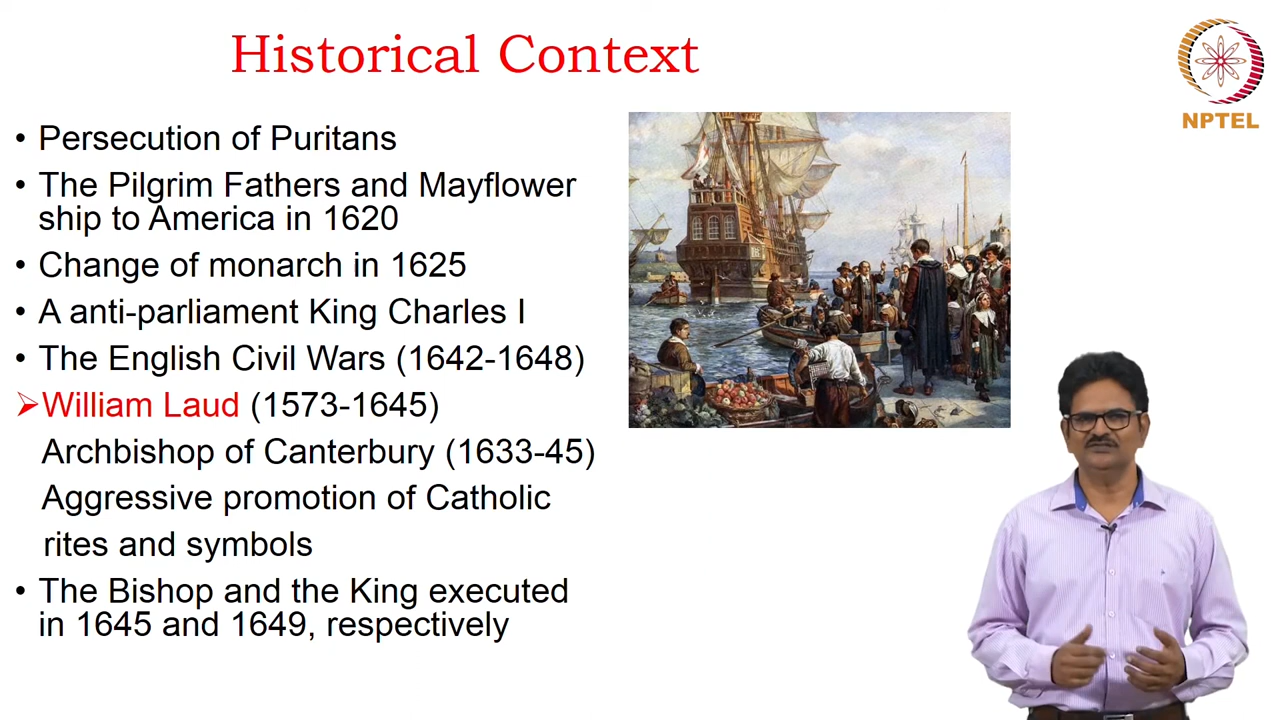 Historical Context
NPTEL
• Persecution of Puritans
• The Pilgrim Fathers and Mayflower
ship to America in 1620
• Change of monarch in 1625
• A anti-parliament King Charles I
• The English Civil Wars (1642-1648)
➢William Laud (1573-1645)
Archbishop of Canterbury (1633-45)
Aggressive promotion of Catholic
rites and symbols
• The Bishop and the King executed
in 1645 and 1649, respectively